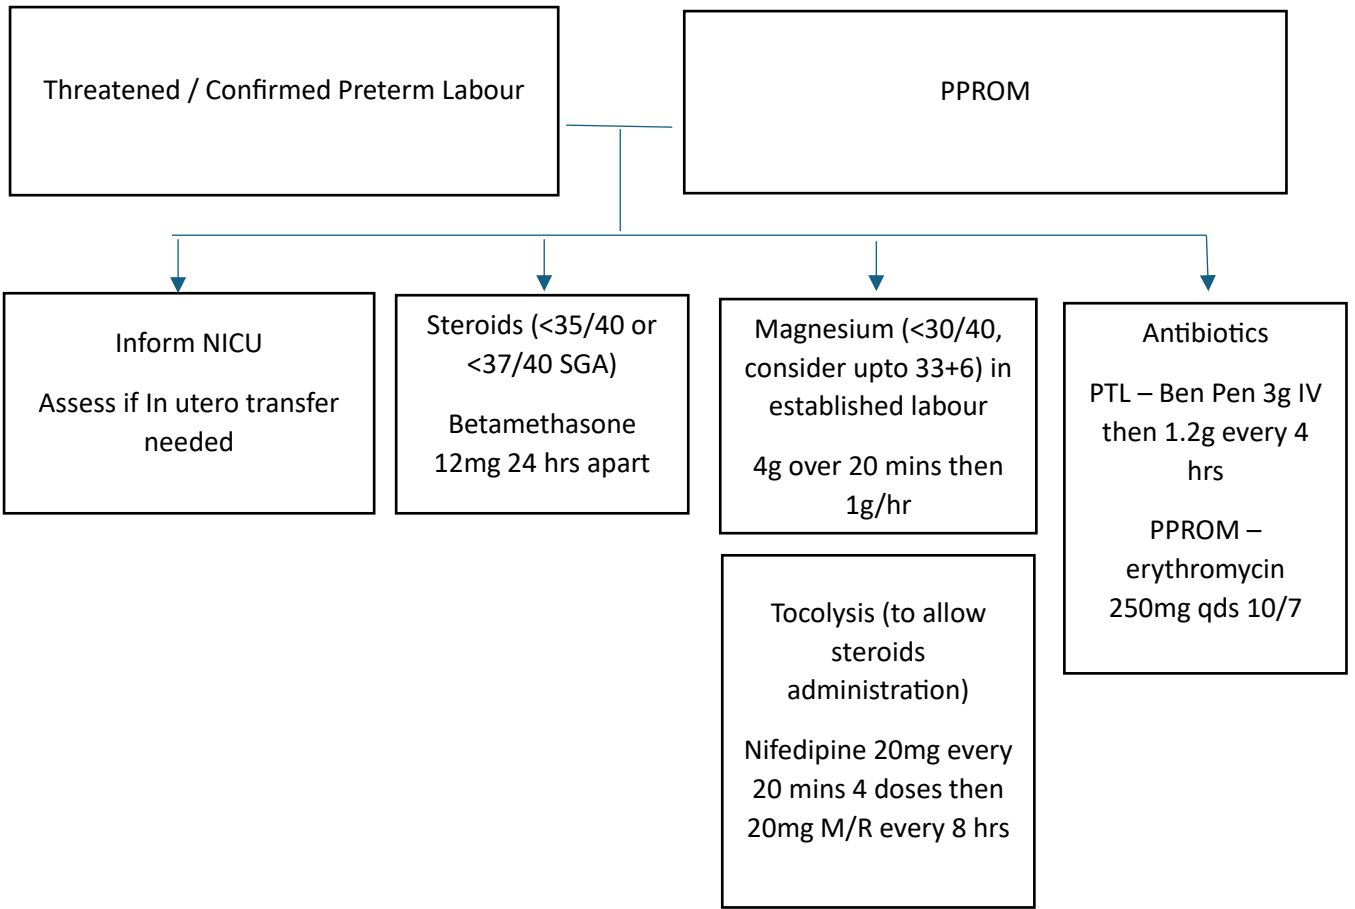 Threatened / Confirmed Preterm Labour
PPROM
Inform NICU
Assess if In utero transfer
needed
Steroids (<35/40 or
<37/40 SGA)
Betamethasone
12mg 24 hrs apart
Magnesium (<30/40,
consider upto 33+6) in
established labour
4g over 20 mins then
1g/hr
Tocolysis (to allow
steroids
administration)
Nifedipine 20mg every
20 mins 4 doses then
20mg M/R every 8 hrs
Antibiotics
PTL – Ben Pen 3g IV
then 1.2g every 4
hrs
PPROM –
erythromycin
250mg qds 10/7